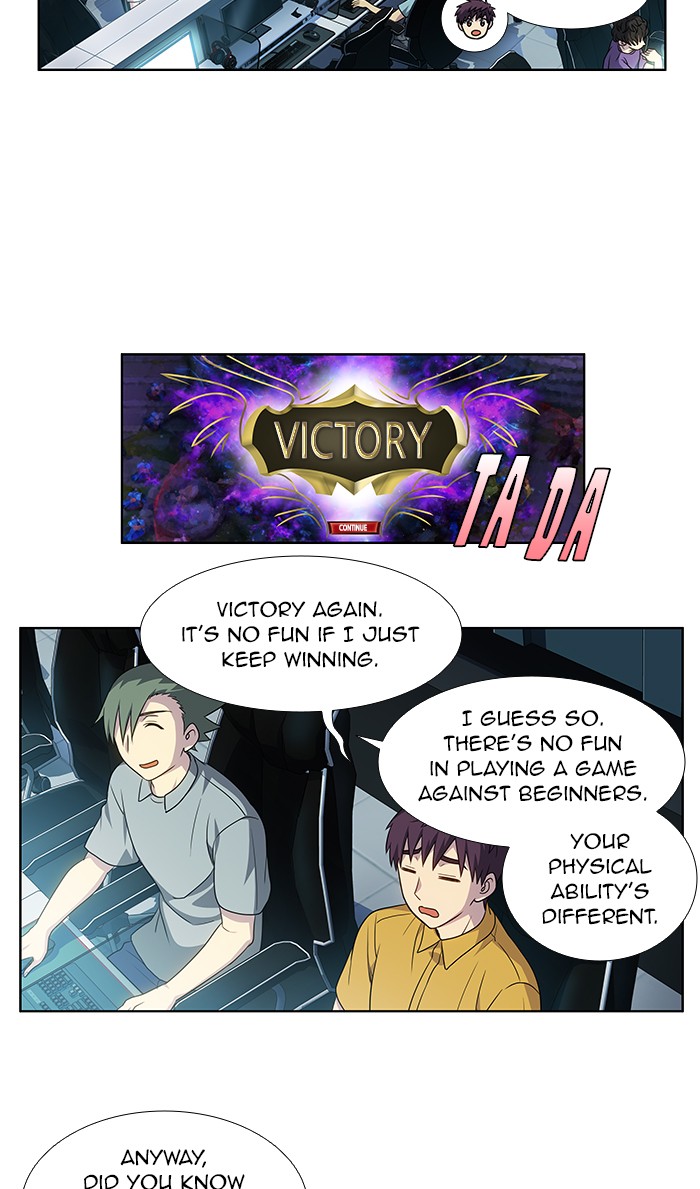 VICTORY
CONTINUE
TA DA
VICTORY AGAIN.
IT'S NO FUN IF I JUST
KEEP WINNING.
I GUESS SO.
THERE'S NO FUN
IN PLAYING A GAME
AGAINST BEGINNERS.
YOUR
PHYSICAL
ABILITY'S
DIFFERENT.
ANYWAY,
DID YOU KNOW